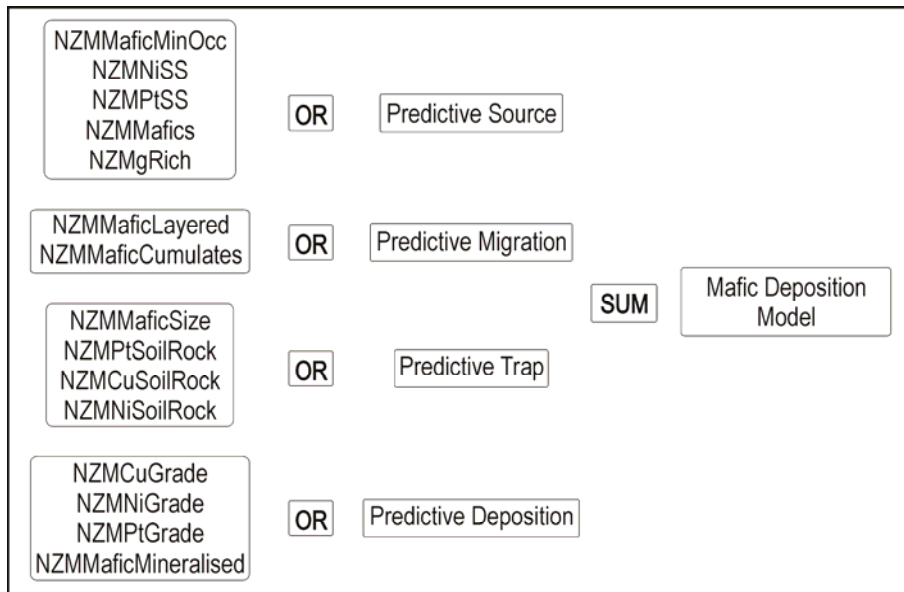 NZMMaficMinOcc
NZMNiSS
NZMPtSS
NZMMafics
NZMgRich
OR
Predictive Source
NZMMaficLayered
NZMMaficCumulates
OR
Predictive Migration
SUM
Mafic Deposition
Model
NZMMaficSize
NZMPtSoilRock
NZMCuSoilRock
NZMNiSoilRock
OR
Predictive Trap
NZMCuGrade
NZMNiGrade
NZMPtGrade
NZMMaficMineralised
OR
Predictive Deposition